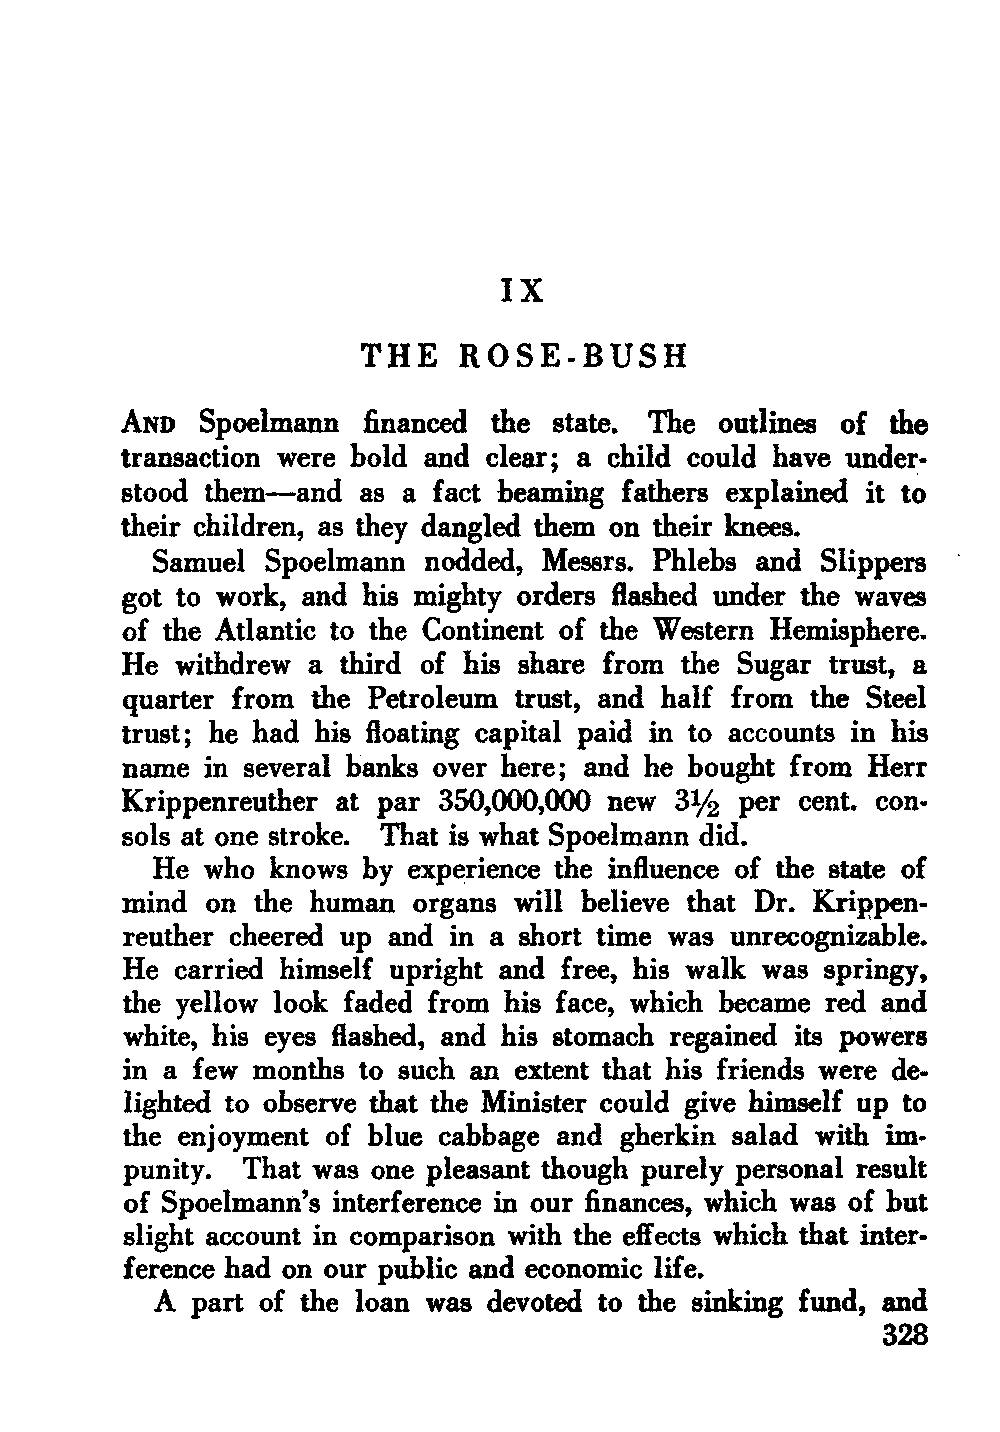 IX
THE ROSE-BUSH
AND Spoelmann financed the state. The outlines of the
transaction were bold and clear; a child could have under-
stood them—and as a fact beaming fathers explained it to
their children, as they dangled them on their knees.
Samuel Spoelmann nodded, Messrs. Phlebs and Slippers
got to work, and his mighty orders flashed under the waves
of the Atlantic to the Continent of the Western Hemisphere.
He withdrew a third of his share from the Sugar trust, a
quarter from the Petroleum trust, and half from the Steel
trust; he had his floating capital paid in to accounts in his
name in several banks over here; and he bought from Herr
Krippenreuther at par 350,000,000 new 3½ per cent. con-
sols at one stroke. That is what Spoelmann did.
He who knows by experience the influence of the state of
mind on the human organs will believe that Dr. Krippen-
reuther cheered up and in a short time was unrecognizable.
He carried himself upright and free, his walk was springy,
the yellow look faded from his face, which became red and
white, his eyes flashed, and his stomach regained its powers
in a few months to such an extent that his friends were de-
lighted to observe that the Minister could give himself up to
the enjoyment of blue cabbage and gherkin salad with im-
punity. That was one pleasant though purely personal result
of Spoelmann's interference in our finances, which was of but
slight account in comparison with the effects which that inter-
ference had on our public and economic life.
A part of the loan was devoted to the sinking fund, and
328